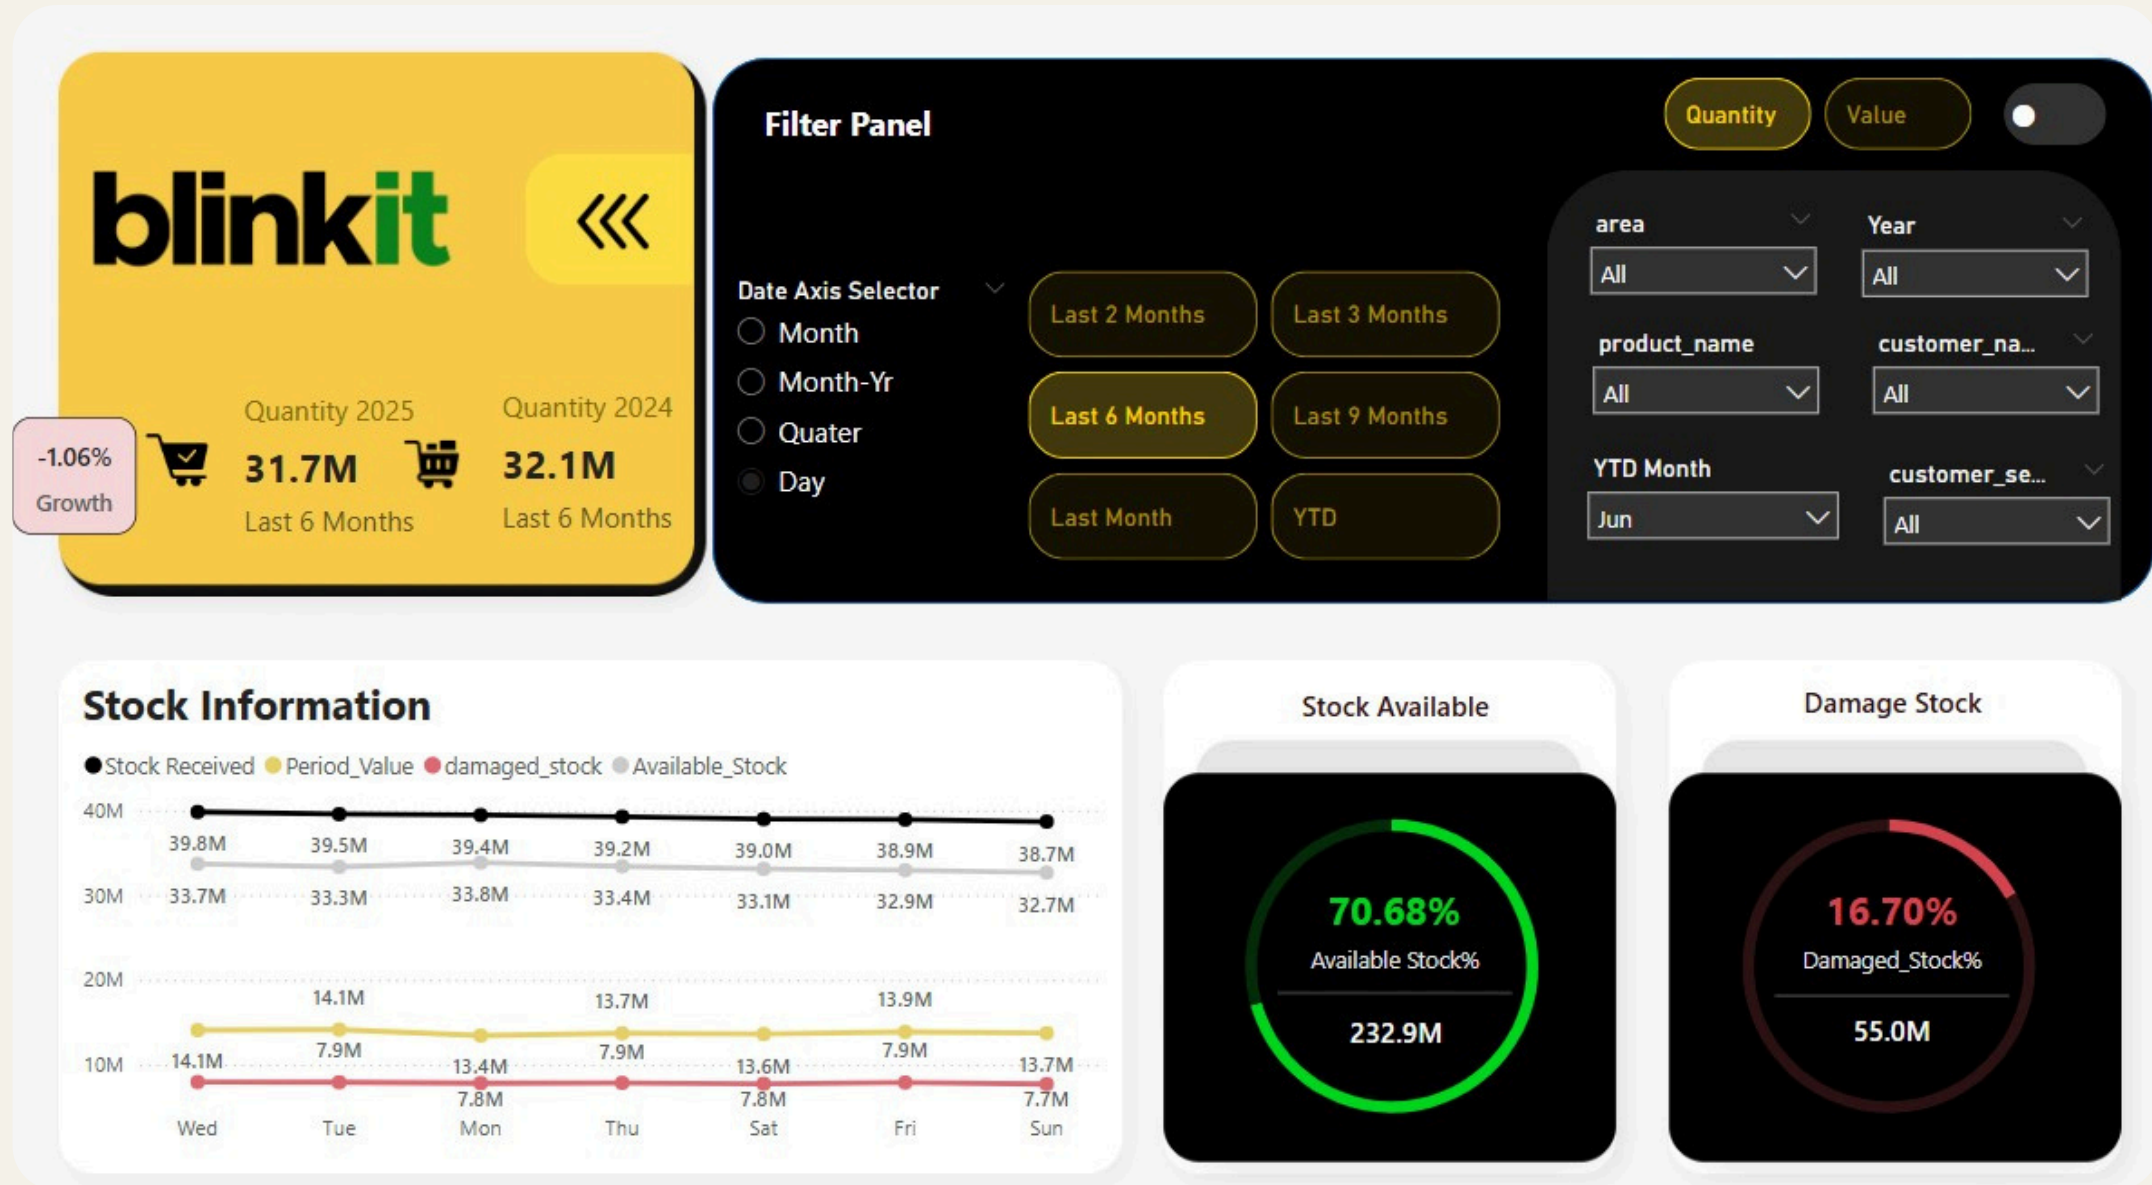 blinkit
-1.06%
Growth
Quantity 2025
31.7M
Last 6 Months
Quantity 2024
32.1M
Last 6 Months
Filter Panel
Quantity
Value
Date Axis Selector
Month
Month-Yr
Quater
Day
Last 2 Months
Last 3 Months
Last 6 Months
Last 9 Months
Last Month
YTD
area
All
Year
All
product_name
All
customer_na...
All
YTD Month
Jun
customer_se...
All
Stock Information
Stock Received Period_Value damaged_stock Available_Stock
40M
39.8M 39.5M 39.4M 39.2M 39.0M 38.9M 38.7M
30M
33.7M 33.3M 33.8M 33.4M 33.1M 32.9M 32.7M
20M
14.1M 13.7M 13.9M
7.9M 7.9M 7.9M
10M
14.1M 13.4M 13.6M 13.7M
7.8M 7.8M 7.7M
Wed Tue Mon Thu Sat Fri Sun
Stock Available
70.68%
Available Stock%
232.9M
Damage Stock
16.70%
Damaged_Stock%
55.0M